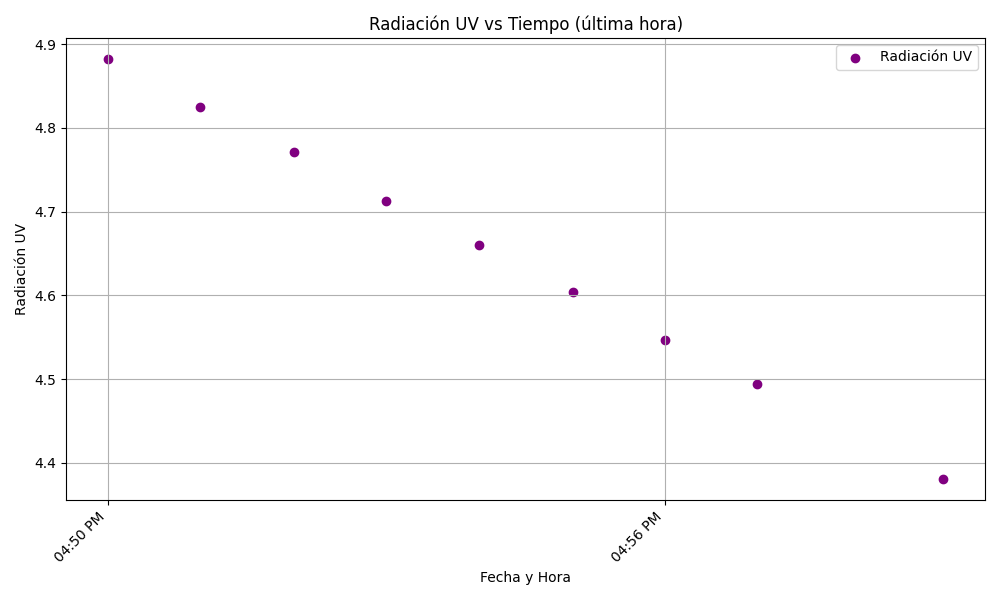 Radiación UV vs Tiempo (última hora)
Radiación UV
4.9
4.8
4.7
4.6
4.5
4.4
Radiación UV
04:50 PM
04:56 PM
Fecha y Hora